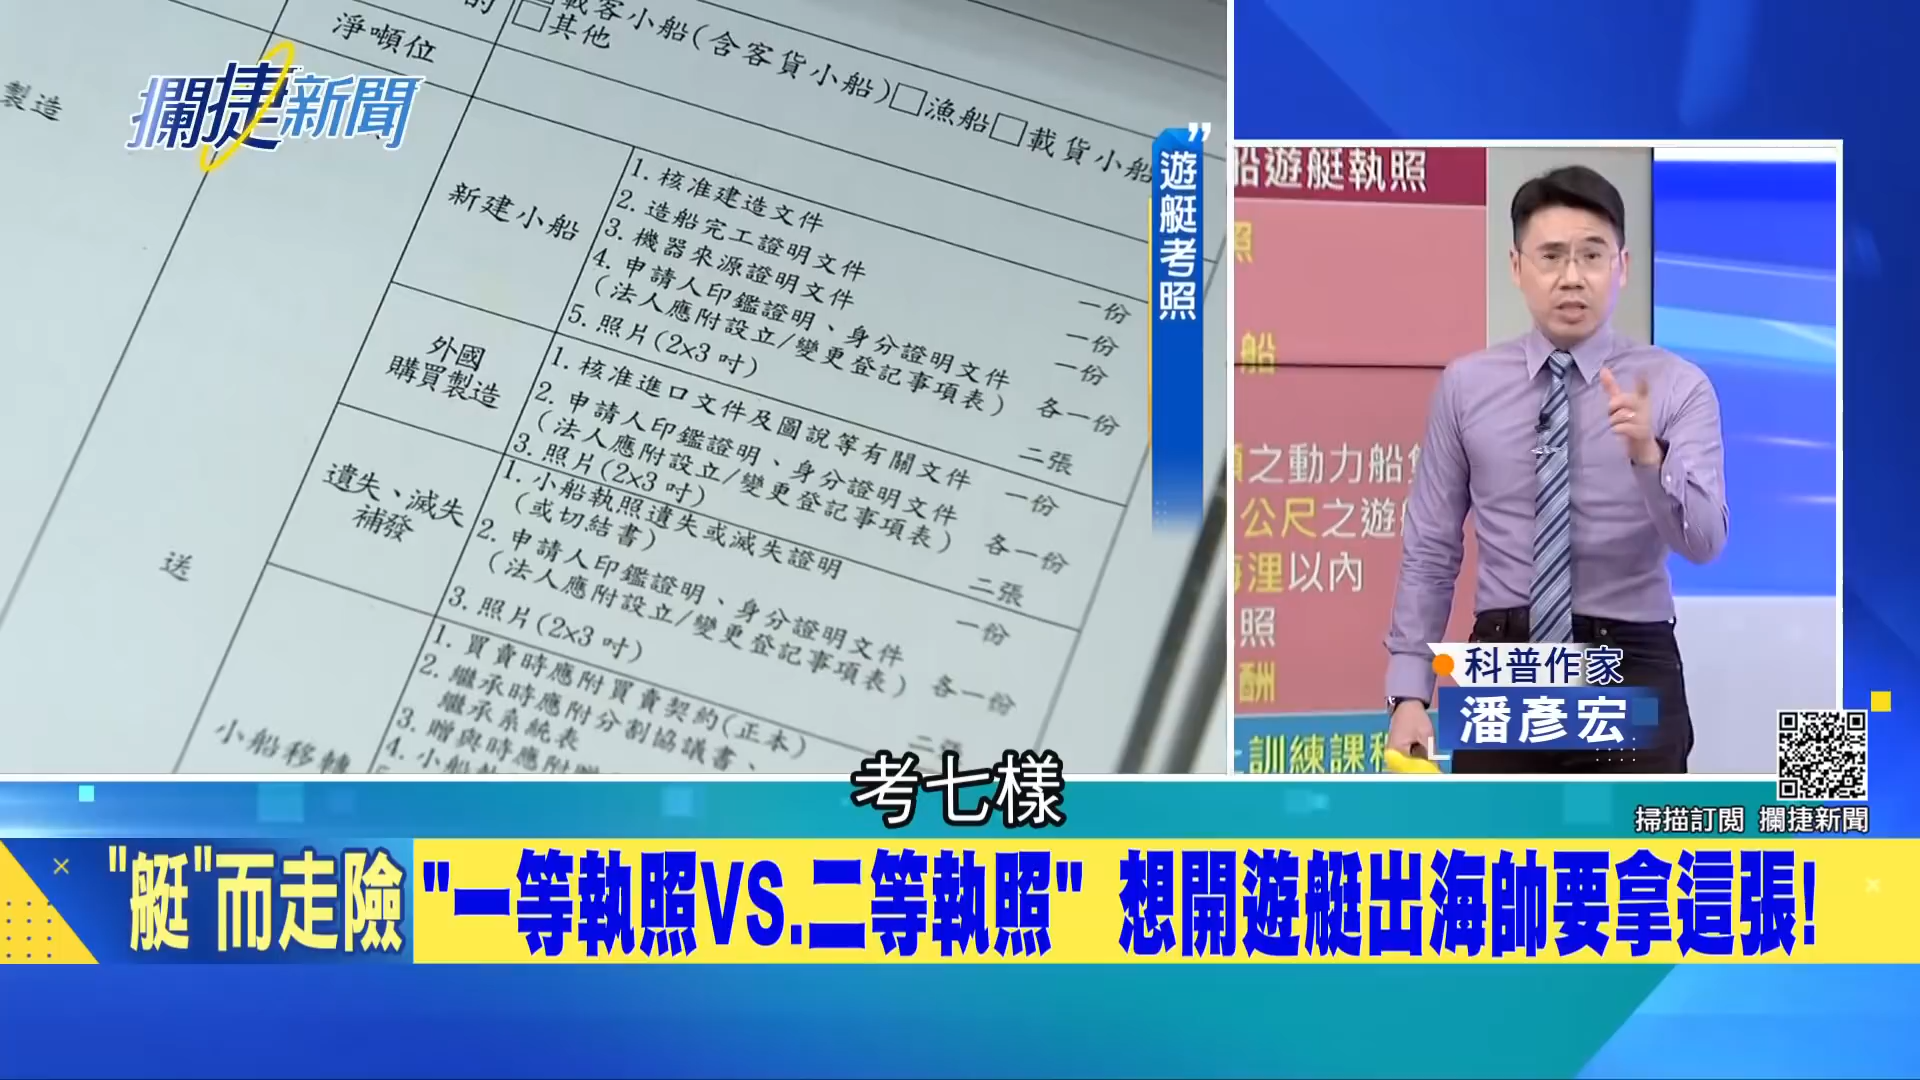 淨噸位
載客小船(含客貨小船)□漁船□載貨小船
□其他
製造
攔捷新聞
新建小船
1. 核准建造文件
2. 造船完工證明文件
3. 機器來源證明文件
4. 申請人印鑑證明、身分證明文件
(法人應附設立/變更登記事項表)
5. 照片(2x3 吋)
一份
一份
一份
各一份
二張
外國
購買製造
1. 核准進口文件及圖說等有關文件
2. 申請人印鑑證明、身分證明文件
(法人應附設立/變更登記事項表)
3. 照片(2x3 吋)
一份
各一份
二張
遺失、滅失
補發
1. 小船執照遺失或滅失證明
(或切結書)
2. 申請人印鑑證明、身分證明文件
(法人應附設立/變更登記事項表)
3. 照片(2x3 吋)
一份
各一份
二張
送
小船移轉
1. 買賣時應附買賣契約(正本)
2. 繼承時應附分割協議書、
繼承系統表
3. 贈與時應附
4. 小船
"遊艇考照
船遊艇執照
照
船
之動力船
公尺之遊
浬以內
照
酬
訓練課程
科普作家
潘彥宏
掃描訂閱 攔捷新聞
考七樣
"艇"而走險
"一等執照VS.二等執照" 想開遊艇出海帥要拿這張!